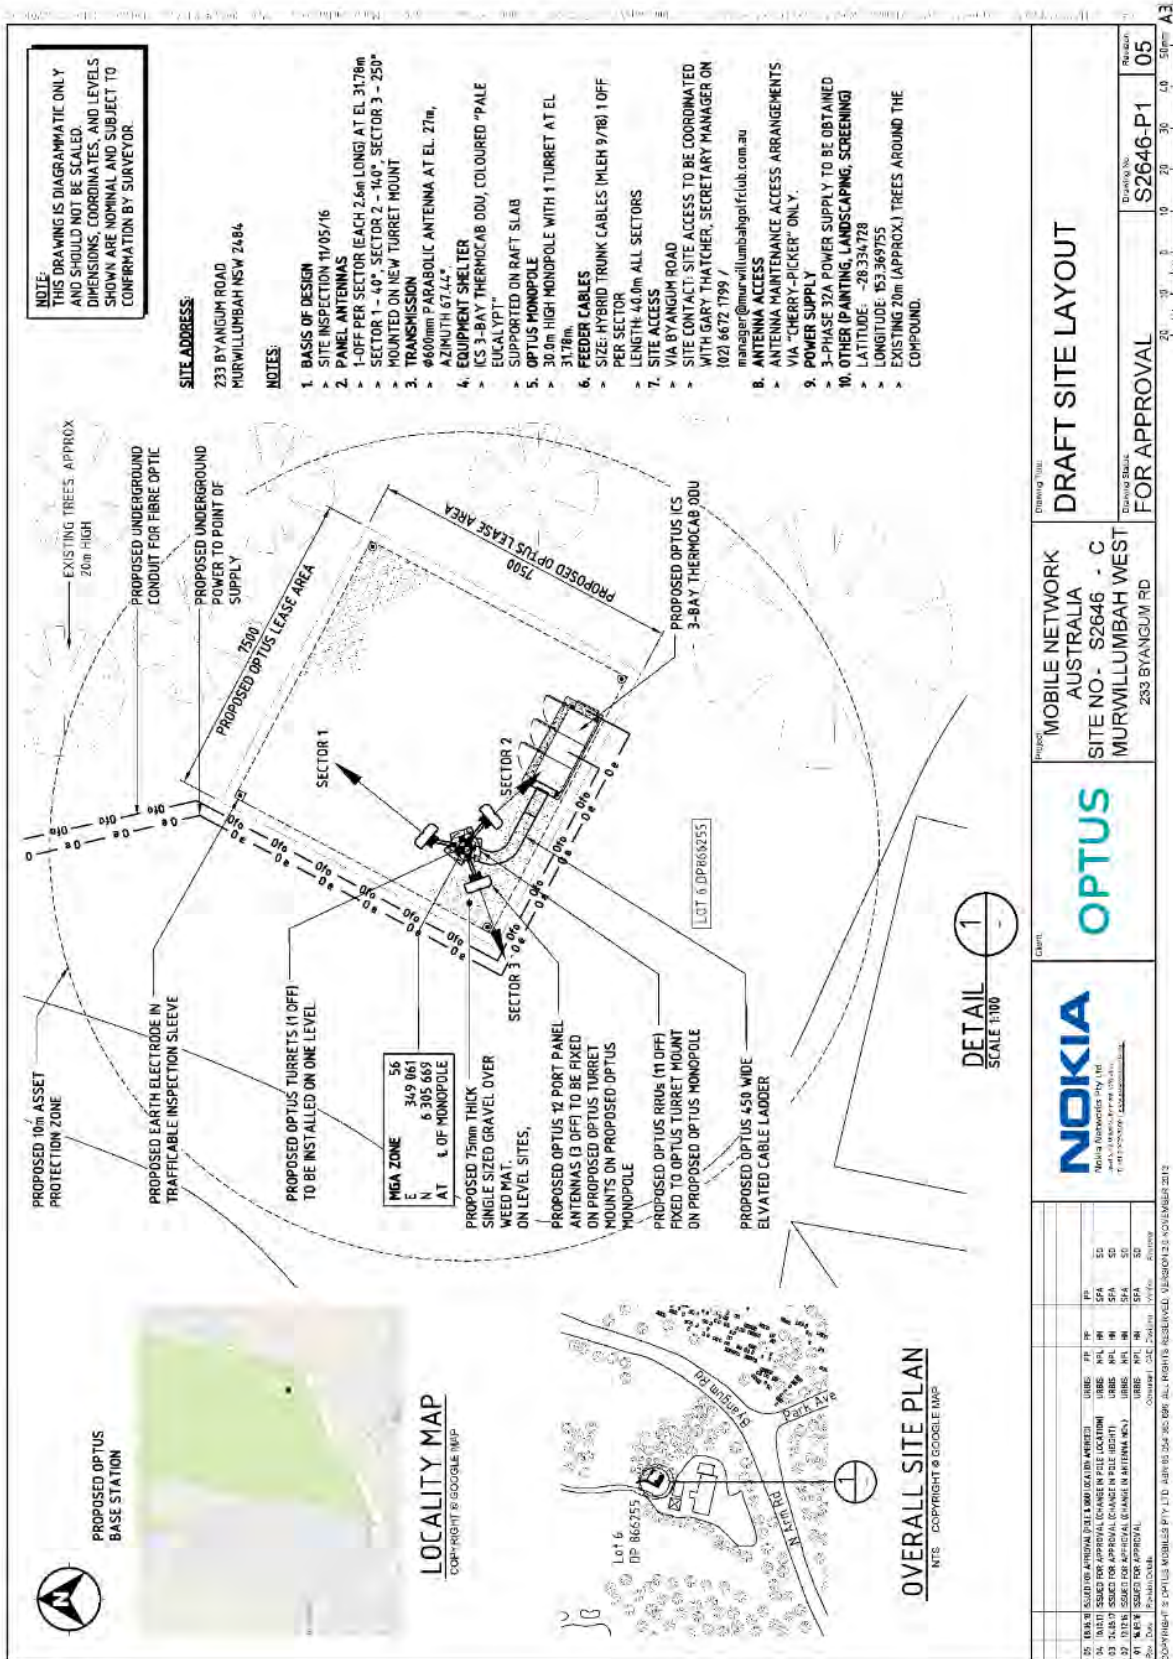 NOTE:
THIS DRAWING IS DIAGRAMMATIC ONLY
AND SHOULD NOT BE SCALED.
DIMENSIONS, COORDINATES, AND LEVELS
SHOWN ARE NOMINAL AND SUBJECT TO
CONFIRMATION BY SURVEYOR.
SITE ADDRESS:
233 BYANGUM ROAD
MURWILLUMBAH NSW 2484
NOTES:
1. BASIS OF DESIGN
> SITE INSPECTION 11/05/16
2. PANEL ANTENNAS
> 1-OFF PER SECTOR (EACH 2.6m LONG) AT EL 31.78m
> SECTOR 1 - 40°, SECTOR 2 - 140°, SECTOR 3 - 250°
> MOUNTED ON NEW TURRET MOUNT
3. TRANSMISSION
> ø600mm PARABOLIC ANTENNA AT EL. 27m,
AZIMUTH 67.44°.
4. EQUIPMENT SHELTER
> ICS 3-BAY THERMOCAB ODU, COLOURED "PALE
EUCALYPT"
> SUPPORTED ON RAFT SLAB
5. OPTUS MONOPOLE
> 30.0m HIGH MONOPOLE WITH 1 TURRET AT EL
31.78m.
6. FEEDER CABLES
> SIZE: HYBRID TRUNK CABLES (MLEH 9/18) 1 OFF
PER SECTOR
> LENGTH: 40.0m ALL SECTORS
7. SITE ACCESS
> VIA BYANGUM ROAD
> SITE CONTACT: SITE ACCESS TO BE COORDINATED
WITH GARY THATCHER, SECRETARY MANAGER ON
(02) 6672 1799 /
manager@murwillumbahgolfclub.com.au
8. ANTENNA ACCESS
> ANTENNA MAINTENANCE ACCESS ARRANGEMENTS
VIA "CHERRY-PICKER" ONLY.
9. POWER SUPPLY
> 3-PHASE 32A POWER SUPPLY TO BE OBTAINED
10. OTHER (PAINTING, LANDSCAPING, SCREENING)
> LATITUDE: -28.334728
> LONGITUDE: 153.369755
> EXISTING 20m (APPROX.) TREES AROUND THE
COMPOUND.
EXISTING TREES. APPROX
20m HIGH
PROPOSED UNDERGROUND
CONDUIT FOR FIBRE OPTIC
PROPOSED UNDERGROUND
POWER TO POINT OF
SUPPLY
7500
PROPOSED OPTUS LEASE AREA
7500
PROPOSED OPTUS LEASE AREA
PROPOSED OPTUS ICS
3-BAY THERMOCAB ODU
SECTOR 1
SECTOR 2
SECTOR 3
LOT 6 DP866255
PROPOSED 10m ASSET
PROTECTION ZONE
PROPOSED EARTH ELECTRODE IN
TRAFFICABLE INSPECTION SLEEVE
PROPOSED OPTUS TURRETS (1 OFF)
TO BE INSTALLED ON ONE LEVEL
MGA ZONE 56
E 349 061
N 6 305 669
AT ℄ OF MONOPOLE
PROPOSED 75mm THICK
SINGLE SIZED GRAVEL OVER
WEED MAT.
ON LEVEL SITES,
PROPOSED OPTUS 12 PORT PANEL
ANTENNAS (3 OFF) TO BE FIXED
ON PROPOSED OPTUS TURRET
MOUNTS ON PROPOSED OPTUS
MONOPOLE
PROPOSED OPTUS RRUs (11 OFF)
FIXED TO OPTUS TURRET MOUNT
ON PROPOSED OPTUS MONOPOLE
PROPOSED OPTUS 450 WIDE
ELVATED CABLE LADDER
DETAIL 1
SCALE 1:100
N
PROPOSED OPTUS
BASE STATION
LOCALITY MAP
COPYRIGHT © GOOGLE MAP
Lot 6
DP 866255
Byangum Rd
Park Ave
N Arm Rd
1
OVERALL SITE PLAN
NTS COPYRIGHT © GOOGLE MAP
NOKIA
Nokia Networks Pty Ltd
Client:
OPTUS
Project:
MOBILE NETWORK
AUSTRALIA
SITE NO - S2646 - C
MURWILLUMBAH WEST
233 BYANGUM RD
Drawing Title:
DRAFT SITE LAYOUT
Drawing Status:
FOR APPROVAL
Drawing No.
S2646-P1
Revision:
05
A3